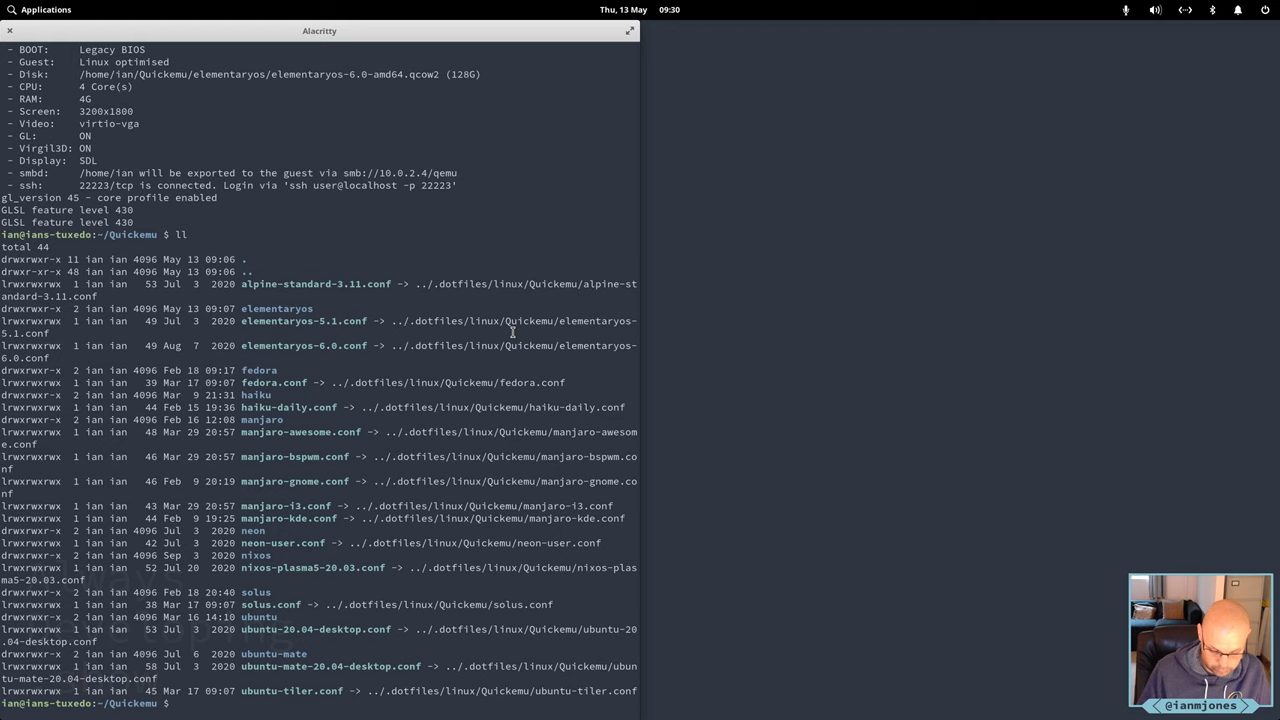 Applications
Thu, 13 May 09:30
Alacritty
- BOOT: Legacy BIOS
- Guest: Linux optimised
- Disk: /home/ian/Quickemu/elementaryos/elementaryos-6.0-amd64.qcow2 (128G)
- CPU: 4 Core(s)
- RAM: 4G
- Screen: 3200x1800
- Video: virtio-vga
- GL: ON
- Virgil3D: ON
- Display: SDL
- smbd: /home/ian will be exported to the guest via smb://10.0.2.4/qemu
- ssh: 22223/tcp is connected. Login via 'ssh user@localhost -p 22223'
gl_version 45 - core profile enabled
GLSL feature level 430
GLSL feature level 430
ian@ians-tuxedo:~/Quickemu $ ll
total 44
drwxrwxr-x 11 ian ian 4096 May 13 09:06 .
drwxr-xr-x 48 ian ian 4096 May 13 09:06 ..
lrwxrwxrwx 1 ian ian 53 Jul 3 2020 alpine-standard-3.11.conf -> ../.dotfiles/linux/Quickemu/alpine-st
andard-3.11.conf
drwxrwxr-x 2 ian ian 4096 May 13 09:07 elementaryos
lrwxrwxrwx 1 ian ian 49 Jul 3 2020 elementaryos-5.1.conf -> ../.dotfiles/linux/Quickemu/elementaryos-
5.1.conf
lrwxrwxrwx 1 ian ian 49 Aug 7 2020 elementaryos-6.0.conf -> ../.dotfiles/linux/Quickemu/elementaryos-
6.0.conf
drwxrwxr-x 2 ian ian 4096 Feb 18 09:17 fedora
lrwxrwxrwx 1 ian ian 39 Mar 17 09:07 fedora.conf -> ../.dotfiles/linux/Quickemu/fedora.conf
drwxrwxr-x 2 ian ian 4096 Mar 9 21:31 haiku
lrwxrwxrwx 1 ian ian 44 Feb 15 19:36 haiku-daily.conf -> ../.dotfiles/linux/Quickemu/haiku-daily.conf
drwxrwxr-x 2 ian ian 4096 Feb 16 12:08 manjaro
lrwxrwxrwx 1 ian ian 48 Mar 29 20:57 manjaro-awesome.conf -> ../.dotfiles/linux/Quickemu/manjaro-awesom
e.conf
lrwxrwxrwx 1 ian ian 46 Mar 29 20:57 manjaro-bspwm.conf -> ../.dotfiles/linux/Quickemu/manjaro-bspwm.co
nf
lrwxrwxrwx 1 ian ian 46 Feb 9 20:19 manjaro-gnome.conf -> ../.dotfiles/linux/Quickemu/manjaro-gnome.co
nf
lrwxrwxrwx 1 ian ian 43 Mar 29 20:57 manjaro-i3.conf -> ../.dotfiles/linux/Quickemu/manjaro-i3.conf
lrwxrwxrwx 1 ian ian 44 Feb 9 19:25 manjaro-kde.conf -> ../.dotfiles/linux/Quickemu/manjaro-kde.conf
drwxrwxr-x 2 ian ian 4096 Jul 3 2020 neon
lrwxrwxrwx 1 ian ian 42 Jul 3 2020 neon-user.conf -> ../.dotfiles/linux/Quickemu/neon-user.conf
drwxrwxr-x 2 ian ian 4096 Sep 3 2020 nixos
lrwxrwxrwx 1 ian ian 52 Jul 20 2020 nixos-plasma5-20.03.conf -> ../.dotfiles/linux/Quickemu/nixos-plas
ma5-20.03.conf
drwxrwxr-x 2 ian ian 4096 Feb 18 20:40 solus
lrwxrwxrwx 1 ian ian 38 Mar 17 09:07 solus.conf -> ../.dotfiles/linux/Quickemu/solus.conf
drwxrwxr-x 2 ian ian 4096 Mar 16 14:10 ubuntu
lrwxrwxrwx 1 ian ian 53 Jul 3 2020 ubuntu-20.04-desktop.conf -> ../.dotfiles/linux/Quickemu/ubuntu-20
.04-desktop.conf
drwxrwxr-x 2 ian ian 4096 Jul 6 2020 ubuntu-mate
lrwxrwxrwx 1 ian ian 58 Jul 3 2020 ubuntu-mate-20.04-desktop.conf -> ../.dotfiles/linux/Quickemu/ubun
tu-mate-20.04-desktop.conf
lrwxrwxrwx 1 ian ian 45 Mar 17 09:07 ubuntu-tiler.conf -> ../.dotfiles/linux/Quickemu/ubuntu-tiler.conf
ian@ians-tuxedo:~/Quickemu $
@ianmjones